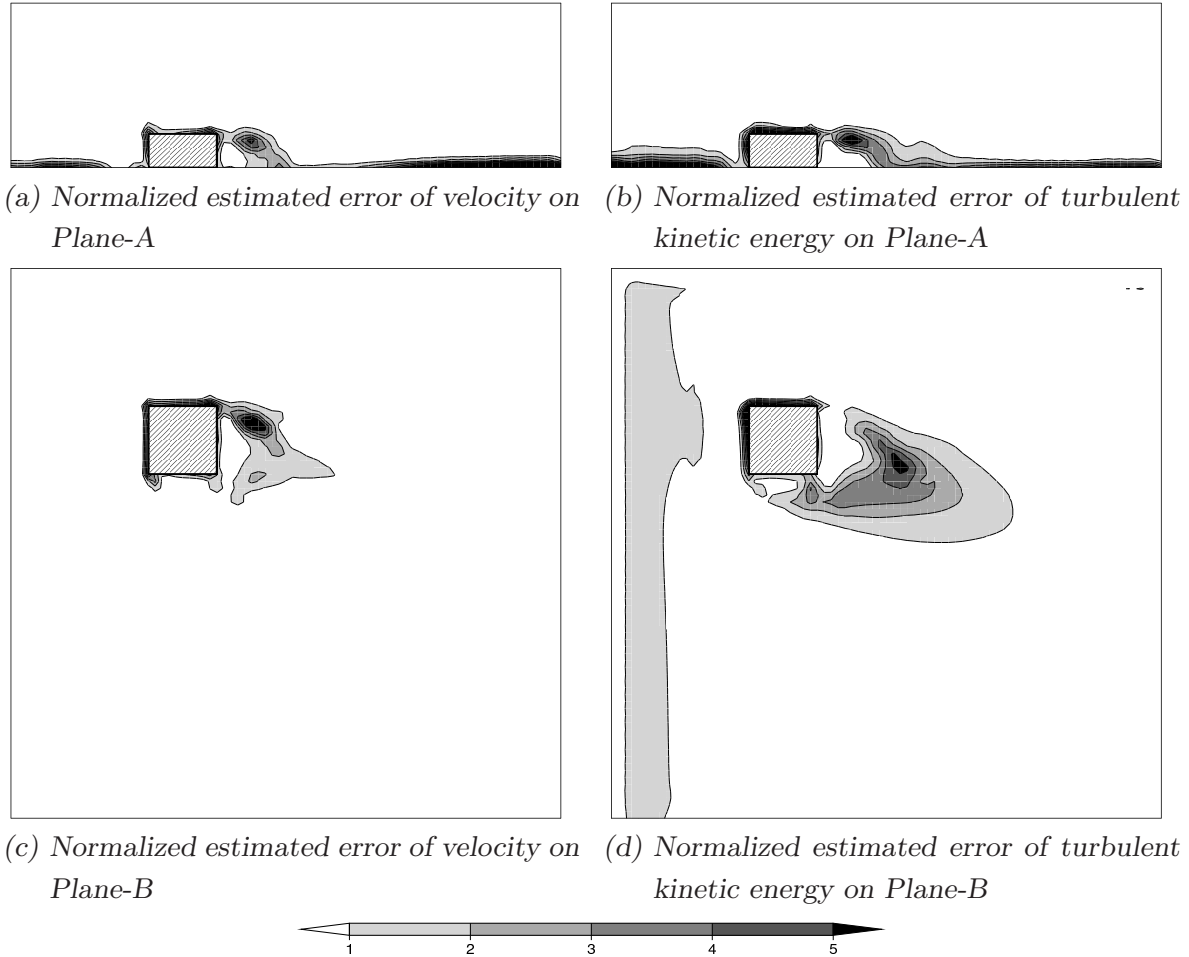 (a) Normalized estimated error of velocity on
Plane-A
(b) Normalized estimated error of turbulent
kinetic energy on Plane-A
(c) Normalized estimated error of velocity on
Plane-B
(d) Normalized estimated error of turbulent
kinetic energy on Plane-B
1 2 3 4 5